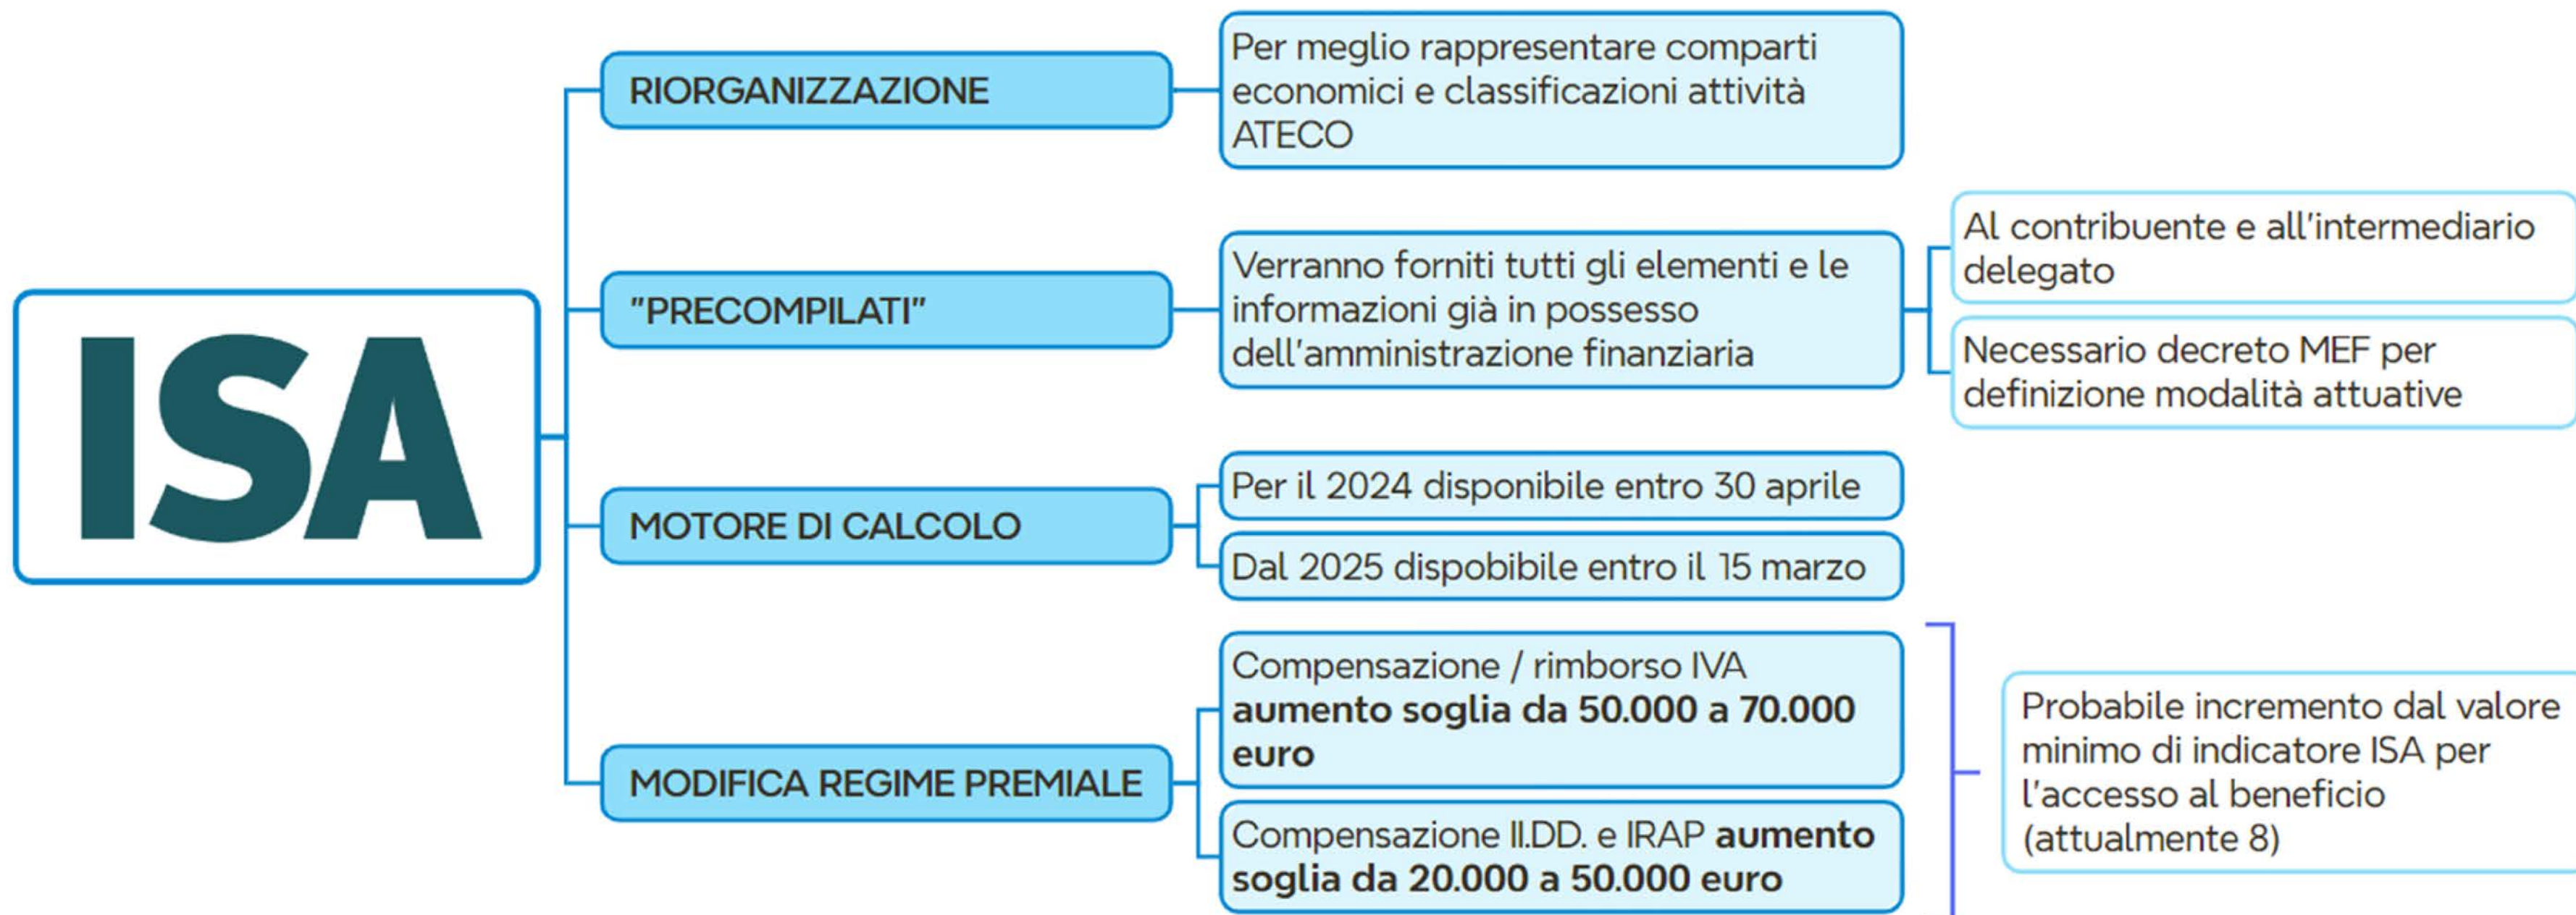 ISA
RIORGANIZZAZIONE
Per meglio rappresentare comparti
economici e classificazioni attività
ATECO
"PRECOMPILATI"
Verranno forniti tutti gli elementi e le
informazioni già in possesso
dell'amministrazione finanziaria
Al contribuente e all'intermediario
delegato
Necessario decreto MEF per
definizione modalità attuative
MOTORE DI CALCOLO
Per il 2024 disponibile entro 30 aprile
Dal 2025 dispobibile entro il 15 marzo
MODIFICA REGIME PREMIALE
Compensazione / rimborso IVA
aumento soglia da 50.000 a 70.000
euro
Compensazione II.DD. e IRAP aumento
soglia da 20.000 a 50.000 euro
Probabile incremento dal valore
minimo di indicatore ISA per
l'accesso al beneficio
(attualmente 8)